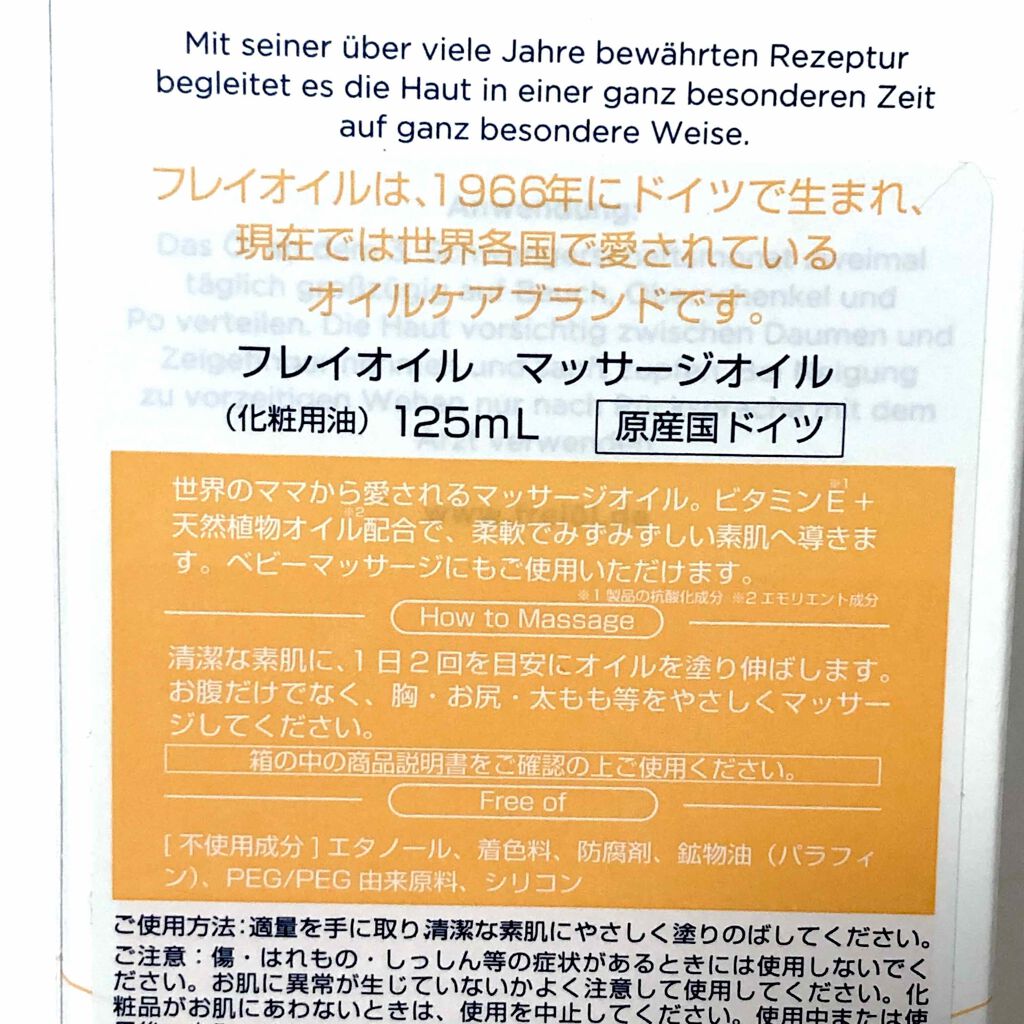 Mit seiner über viele Jahre bewährten Rezeptur
begleitet es die Haut in einer ganz besonderen Zeit
auf ganz besondere Weise.
フレイオイルは、1966年にドイツで生まれ、
現在では世界各国で愛されている
オイルケアブランドです。
フレイオイル マッサージオイル
（化粧用油）125mL 原産国ドイツ
世界のママから愛されるマッサージオイル。ビタミンE※1＋
天然植物オイル※2配合で、柔軟でみずみずしい素肌へ導きま
す。ベビーマッサージにもご使用いただけます。
※1 製品の抗酸化成分 ※2 エモリエント成分
How to Massage
清潔な素肌に、1日2回を目安にオイルを塗り伸ばします。
お腹だけでなく、胸・お尻・太もも等をやさしくマッサー
ジしてください。
箱の中の商品説明書をご確認の上ご使用ください。
Free of
[ 不使用成分 ] エタノール、着色料、防腐剤、鉱物油（パラフィ
ン）、PEG/PEG 由来原料、シリコン
ご使用方法:適量を手に取り,清潔な素肌にやさしく塗りのばしてください。
ご注意：傷・はれもの・しっしん等の症状があるときには使用しないでく
ださい。お肌に異常が生じていないかよく注意して使用してください。化
粧品がお肌にあわないときは、使用を中止してください。使用中または使